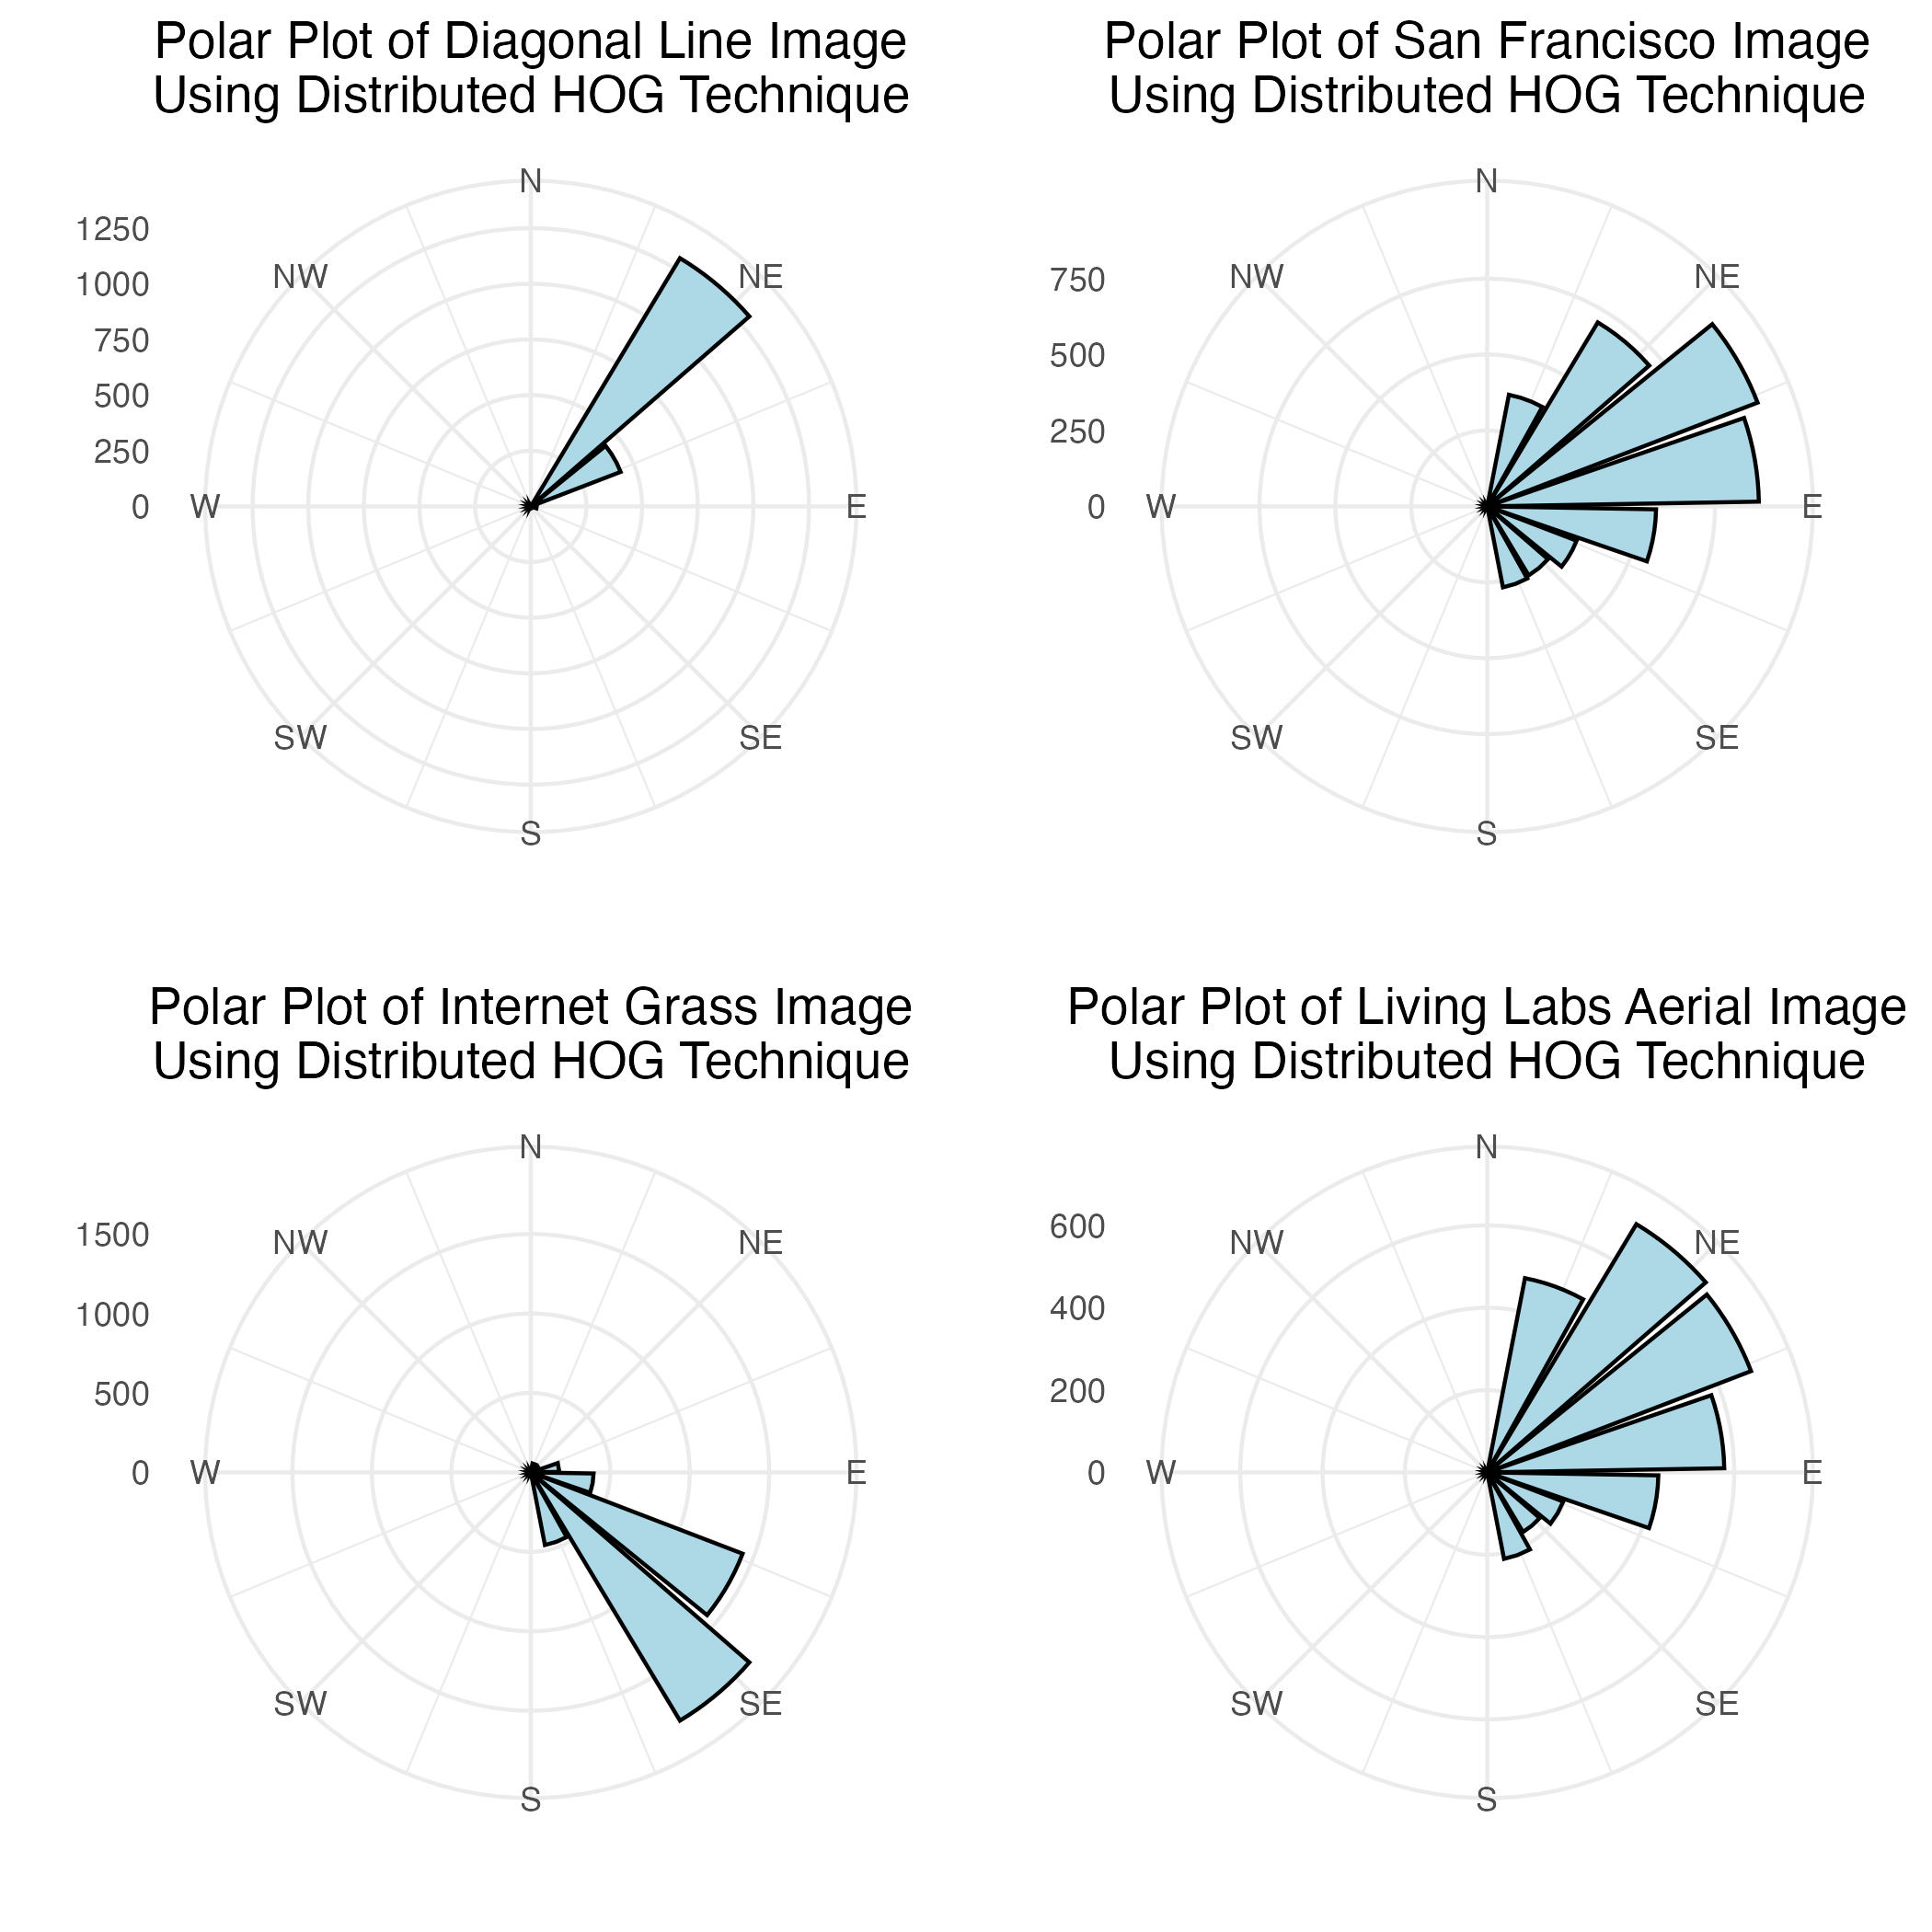 Polar Plot of Diagonal Line Image
Using Distributed HOG Technique
N
NE
E
SE
S
SW
W
NW
1250
1000
750
500
250
0
Polar Plot of San Francisco Image
Using Distributed HOG Technique
N
NE
E
SE
S
SW
W
NW
750
500
250
0
Polar Plot of Internet Grass Image
Using Distributed HOG Technique
N
NE
E
SE
S
SW
W
NW
1500
1000
500
0
Polar Plot of Living Labs Aerial Image
Using Distributed HOG Technique
N
NE
E
SE
S
SW
W
NW
600
400
200
0